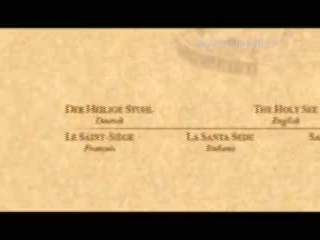 DER HEILIGE STUHL THE HOLY SEE
Deutsch English
LE SAINT-SIÈGE LA SANTA SEDE
Français Italiano